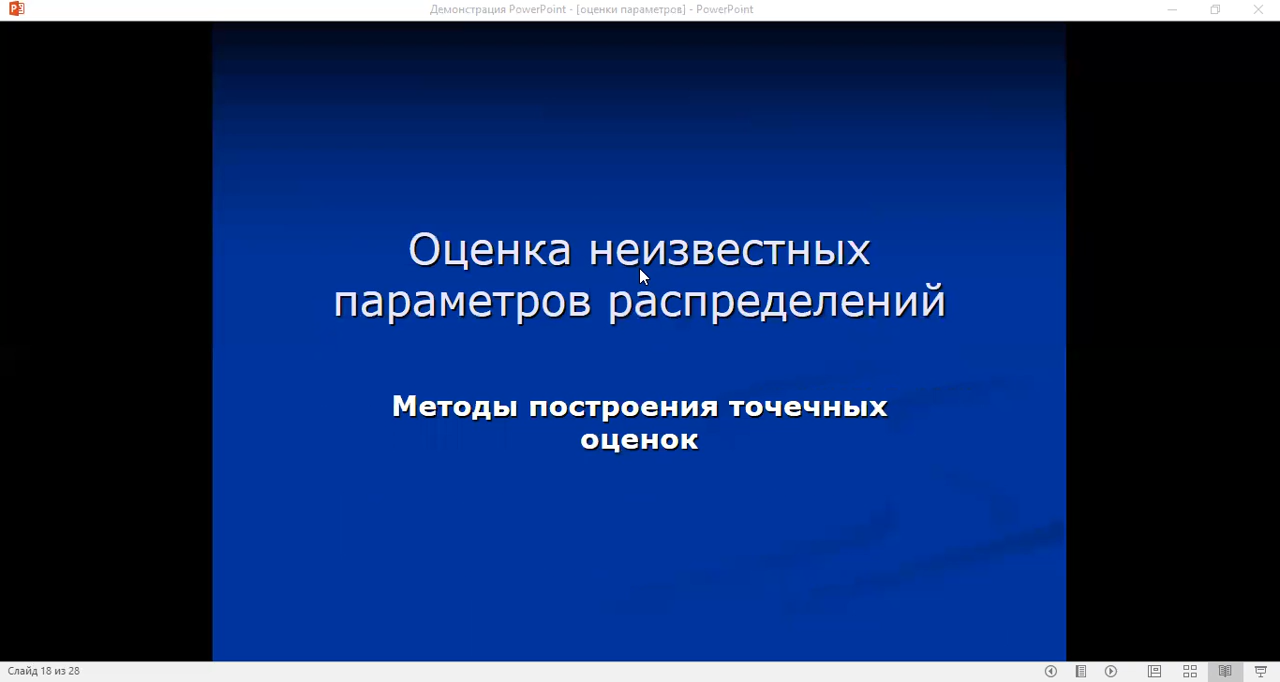 Демонстрация PowerPoint - [оценки параметров] - PowerPoint
Оценка неизвестных
параметров распределений
Методы построения точечных
оценок
Слайд 18 из 28